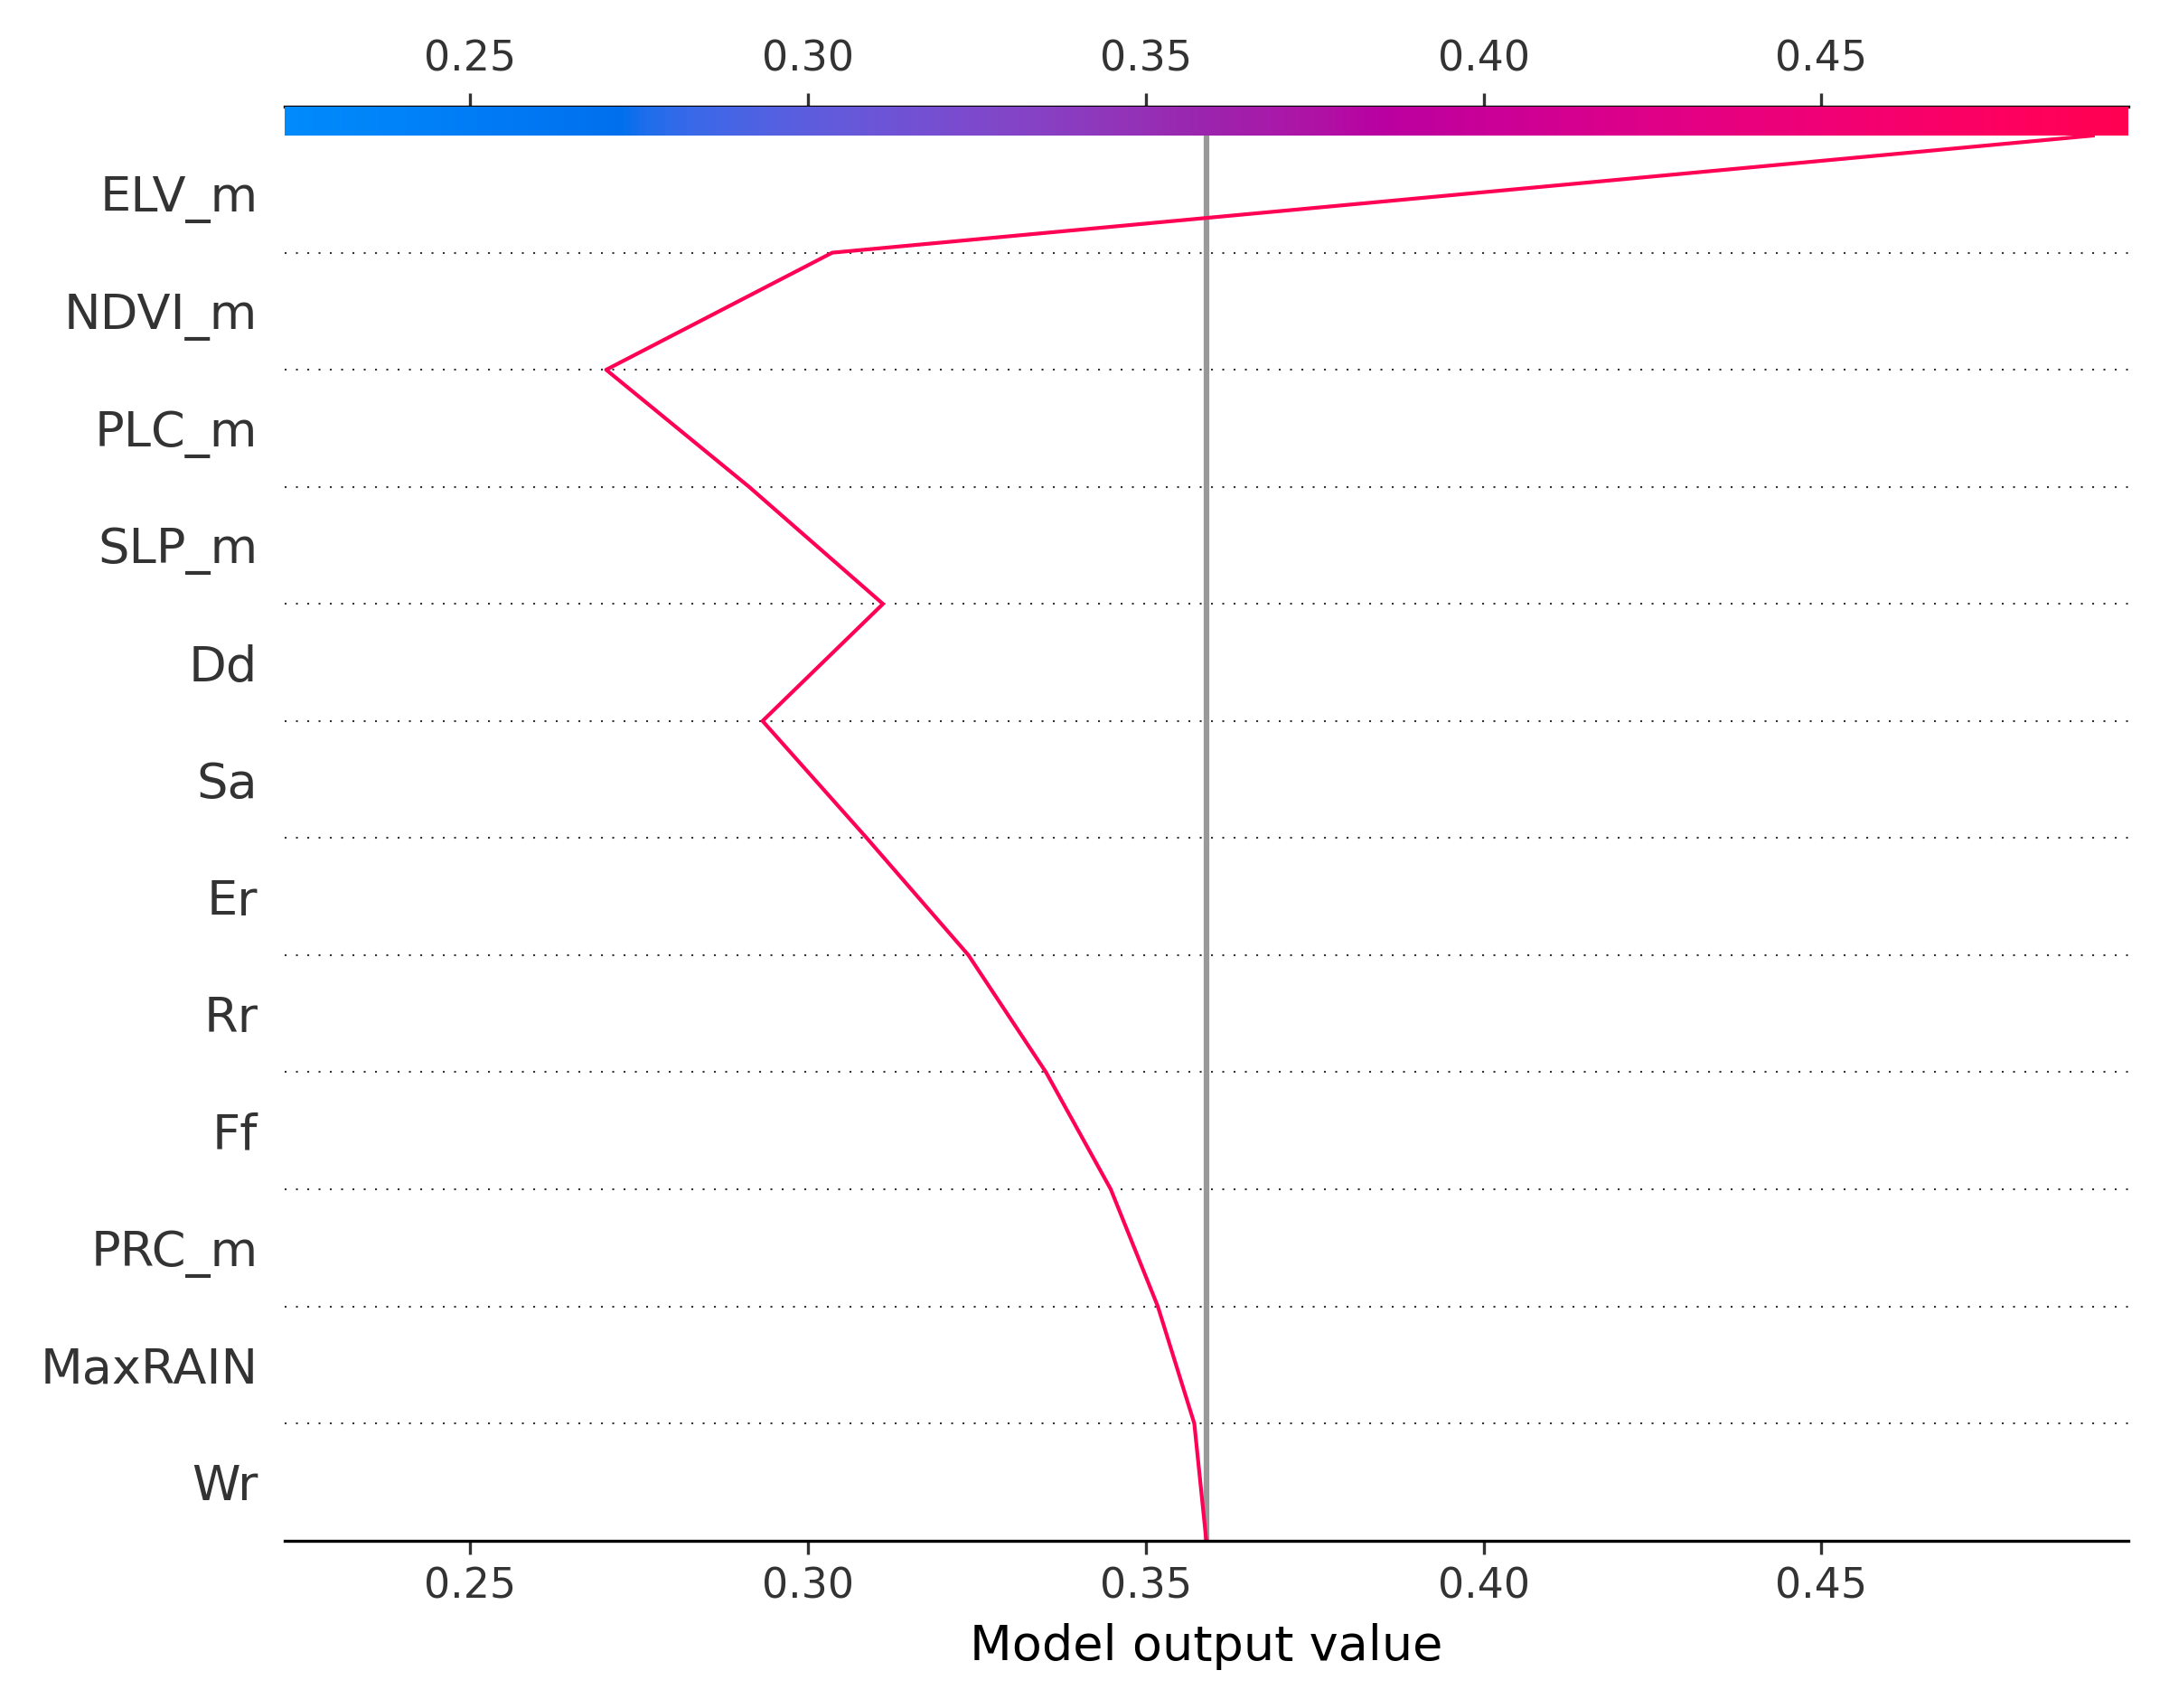 0.25 0.30 0.35 0.40 0.45
ELV_m
NDVI_m
PLC_m
SLP_m
Dd
Sa
Er
Rr
Ff
PRC_m
MaxRAIN
Wr
0.25 0.30 0.35 0.40 0.45
Model output value